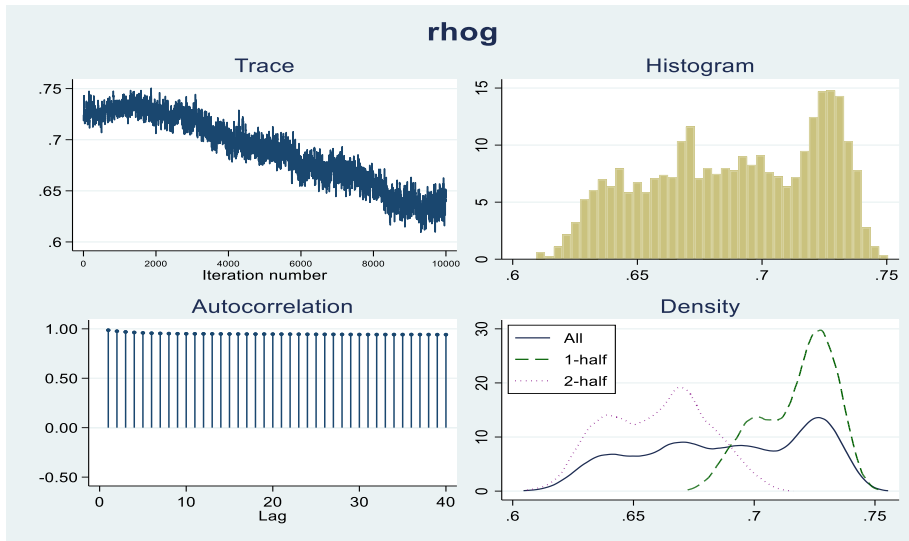 rhog
Trace
.75
.7
.65
.6
0 2000 4000 6000 8000 10000
Iteration number
Histogram
15
10
5
0
.6 .65 .7 .75
Autocorrelation
1.00
0.50
0.00
-0.50
0 10 20 30 40
Lag
Density
30
20
10
0
All
1-half
2-half
.6 .65 .7 .75